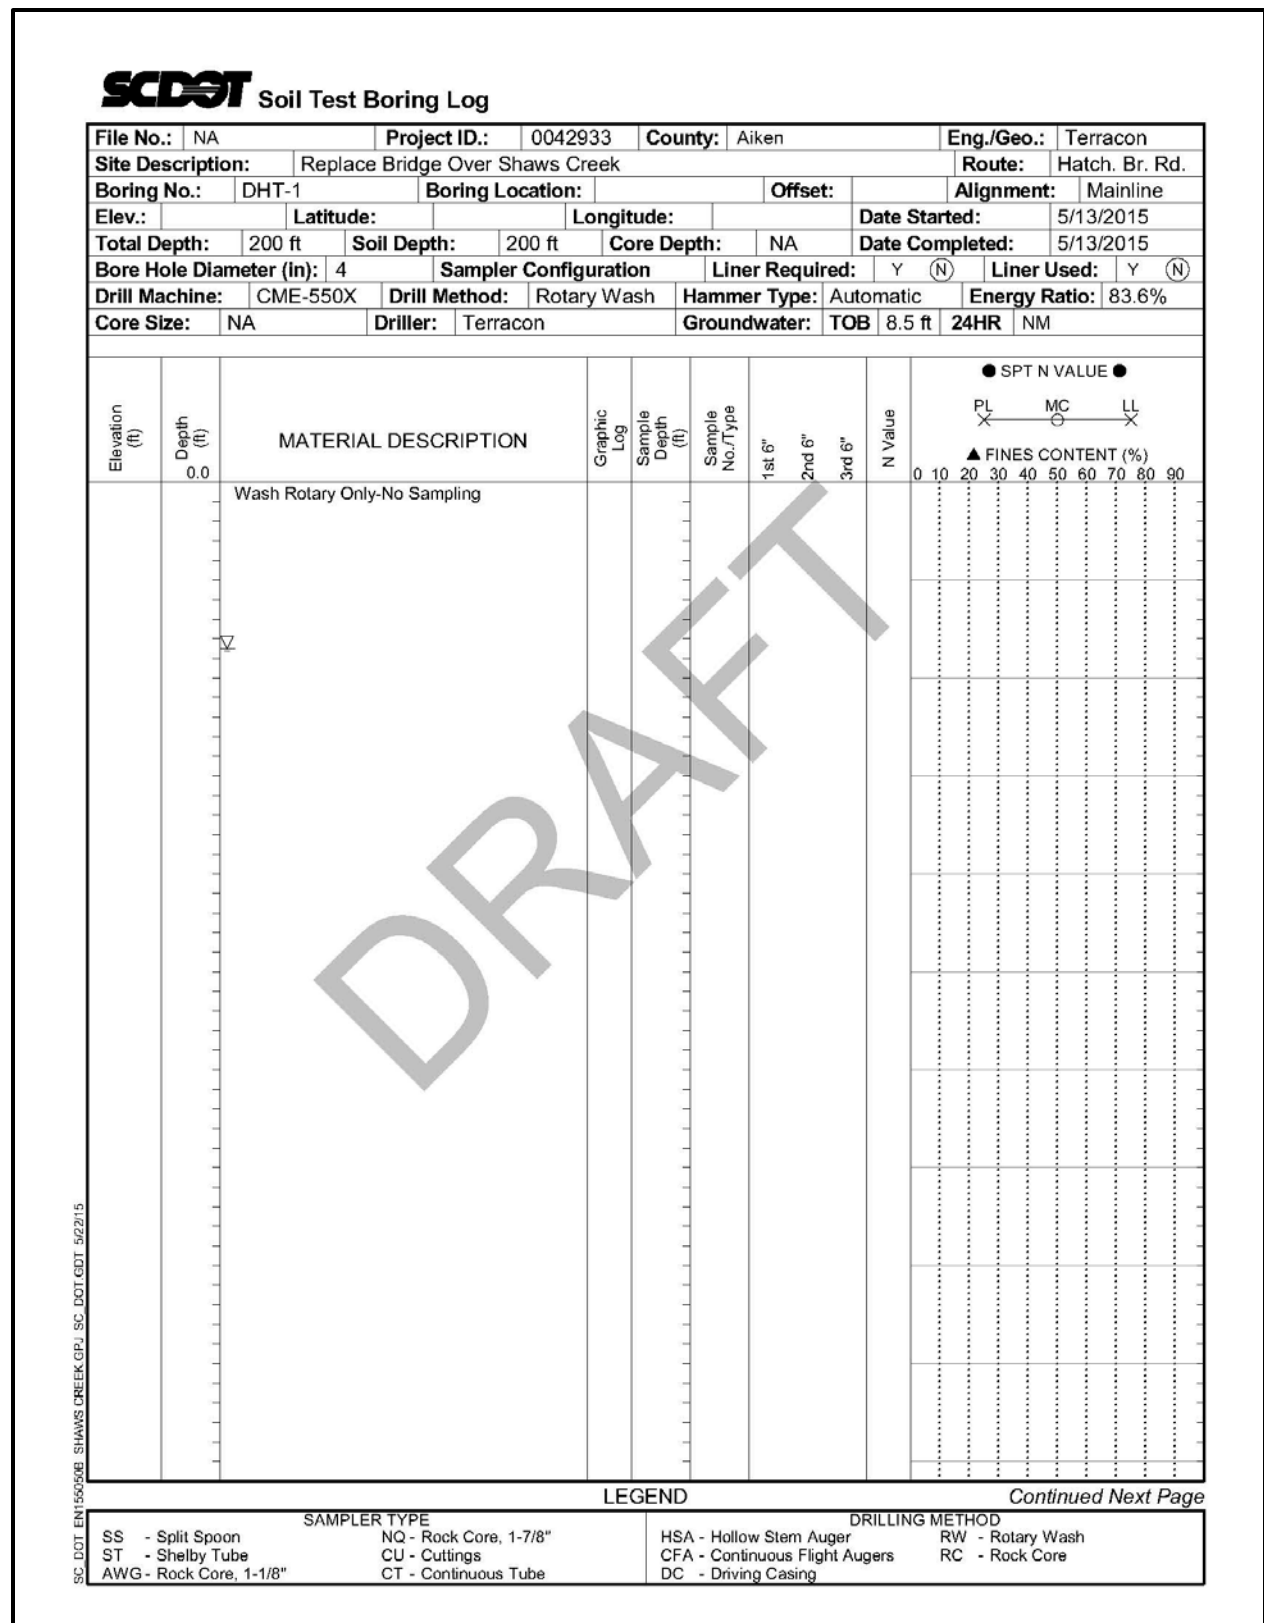 SCDOT Soil Test Boring Log
File No.: NA Project ID.: 0042933 County: Aiken Eng./Geo.: Terracon
Site Description: Replace Bridge Over Shaws Creek Route: Hatch. Br. Rd.
Boring No.: DHT-1 Boring Location: Offset: Alignment: Mainline
Elev.: Latitude: Longitude: Date Started: 5/13/2015
Total Depth: 200 ft Soil Depth: 200 ft Core Depth: NA Date Completed: 5/13/2015
Bore Hole Diameter (in): 4 Sampler Configuration Liner Required: Y N Liner Used: Y N
Drill Machine: CME-550X Drill Method: Rotary Wash Hammer Type: Automatic Energy Ratio: 83.6%
Core Size: NA Driller: Terracon Groundwater: TOB 8.5 ft 24HR NM
Elevation (ft)
Depth (ft)
0.0
MATERIAL DESCRIPTION
Graphic Log
Sample Depth (ft)
Sample No./Type
1st 6"
2nd 6"
3rd 6"
N Value
● SPT N VALUE ●
PL MC LL
▲ FINES CONTENT (%)
0 10 20 30 40 50 60 70 80 90
Wash Rotary Only-No Sampling
DRAFT
SC_DOT EN155050B SHAWS CREEK.GPJ SC_DOT.GDT 5/22/15
LEGEND
Continued Next Page
SAMPLER TYPE
SS - Split Spoon NQ - Rock Core, 1-7/8"
ST - Shelby Tube CU - Cuttings
AWG - Rock Core, 1-1/8" CT - Continuous Tube
DRILLING METHOD
HSA - Hollow Stem Auger RW - Rotary Wash
CFA - Continuous Flight Augers RC - Rock Core
DC - Driving Casing